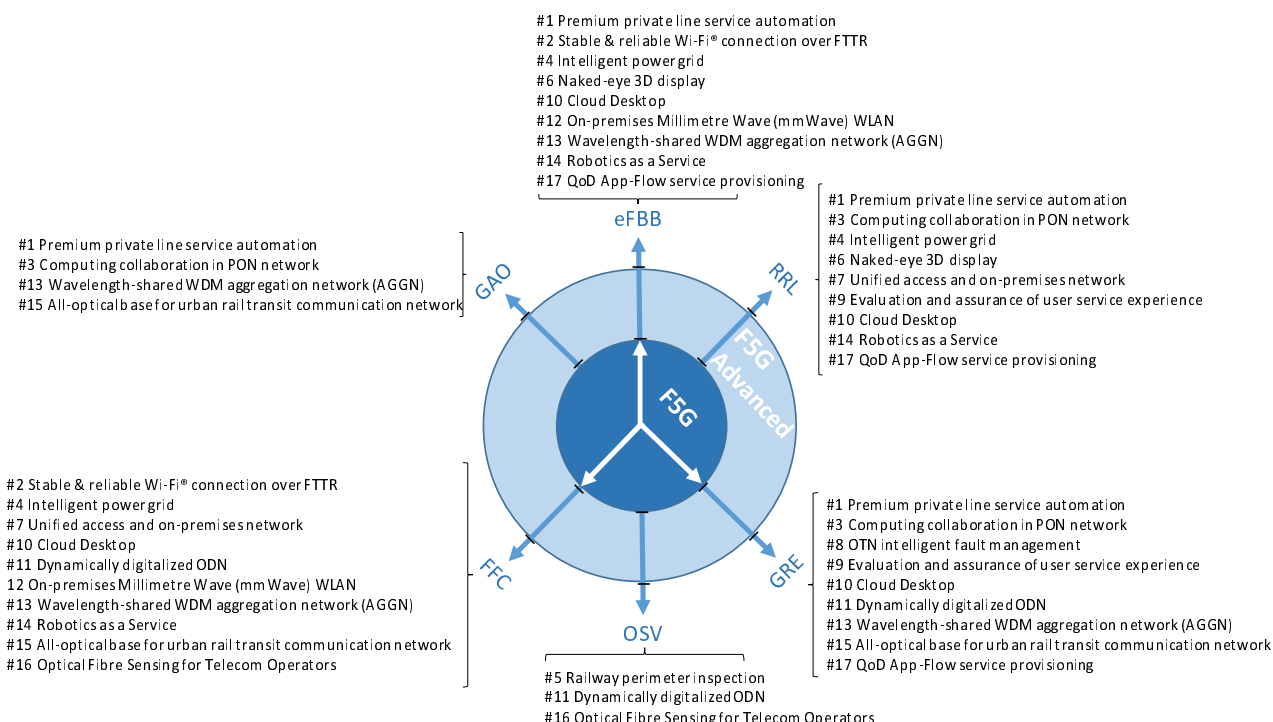 #1 Premium private line service automation
#2 Stable & reliable Wi-Fi® connection over FTTR
#4 Intelligent power grid
#6 Naked-eye 3D display
#10 Cloud Desktop
#12 On-premises Millimetre Wave (mmWave) WLAN
#13 Wavelength-shared WDM aggregation network (AGGN)
#14 Robotics as a Service
#17 QoD App-Flow service provisioning
eFBB
#1 Premium private line service automation
#3 Computing collaboration in PON network
#13 Wavelength-shared WDM aggregation network (AGGN)
#15 All-optical base for urban rail transit communication network
GAO
RRL
#1 Premium private line service automation
#3 Computing collaboration in PON network
#4 Intelligent power grid
#6 Naked-eye 3D display
#7 Unified access and on-premises network
#9 Evaluation and assurance of user service experience
#10 Cloud Desktop
#14 Robotics as a Service
#17 QoD App-Flow service provisioning
F5G
Advanced
F5G
#2 Stable & reliable Wi-Fi® connection over FTTR
#4 Intelligent power grid
#7 Unified access and on-premises network
#10 Cloud Desktop
#11 Dynamically digitalized ODN
12 On-premises Millimetre Wave (mmWave) WLAN
#13 Wavelength-shared WDM aggregation network (AGGN)
#14 Robotics as a Service
#15 All-optical base for urban rail transit communication network
#16 Optical Fibre Sensing for Telecom Operators
FFC
GRE
#1 Premium private line service automation
#3 Computing collaboration in PON network
#8 OTN intelligent fault management
#9 Evaluation and assurance of user service experience
#10 Cloud Desktop
#11 Dynamically digitalized ODN
#13 Wavelength-shared WDM aggregation network (AGGN)
#15 All-optical base for urban rail transit communication network
#17 QoD App-Flow service provisioning
OSV
#5 Railway perimeter inspection
#11 Dynamically digitalized ODN
#16 Optical Fibre Sensing for Telecom Operators